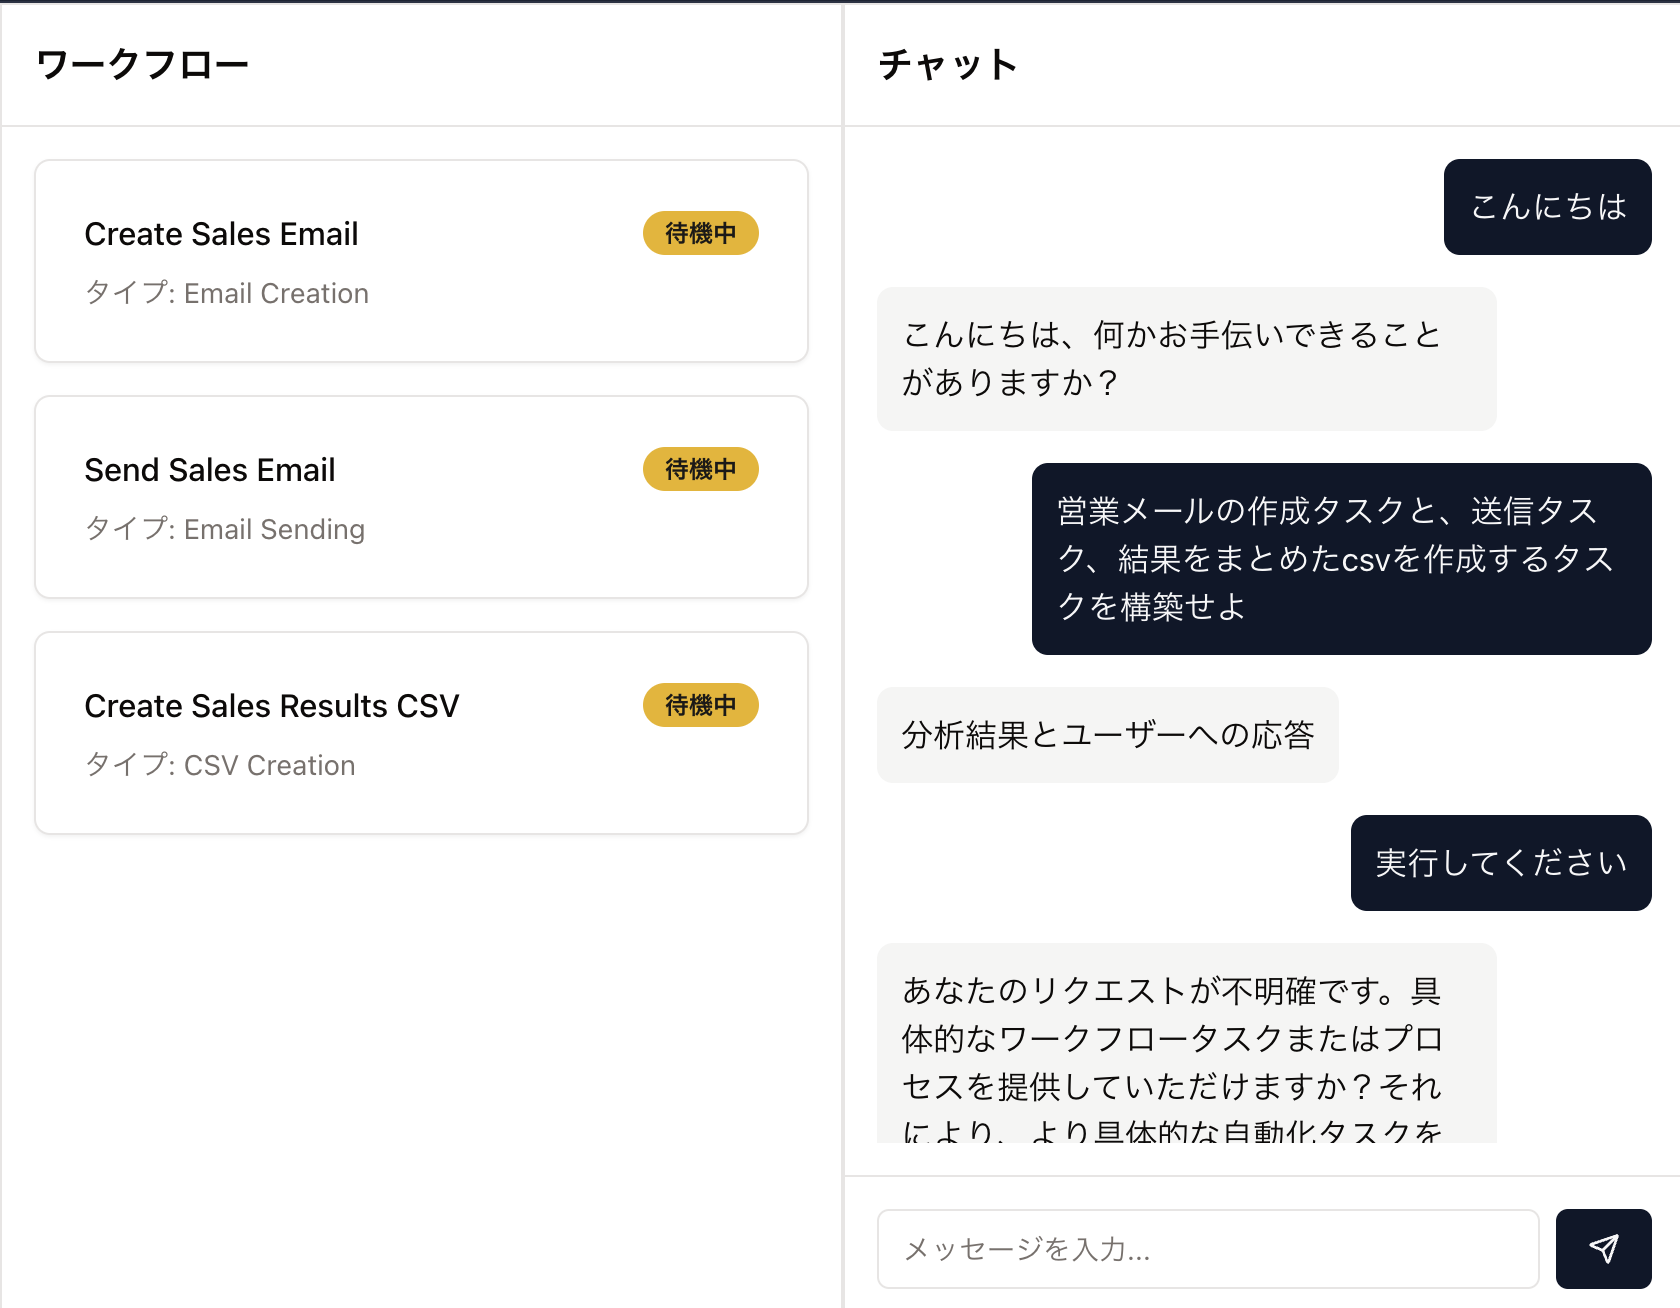 ワークフロー
Create Sales Email
待機中
タイプ: Email Creation
Send Sales Email
待機中
タイプ: Email Sending
Create Sales Results CSV
待機中
タイプ: CSV Creation
チャット
こんにちは
こんにちは、何かお手伝いできること
がありますか？
営業メールの作成タスクと、送信タス
ク、結果をまとめたcsvを作成するタス
クを構築せよ
分析結果とユーザーへの応答
実行してください
あなたのリクエストが不明確です。具
体的なワークフロータスクまたはプロ
セスを提供していただけますか？それ
により、より具体的な自動化タスクを
メッセージを入力...